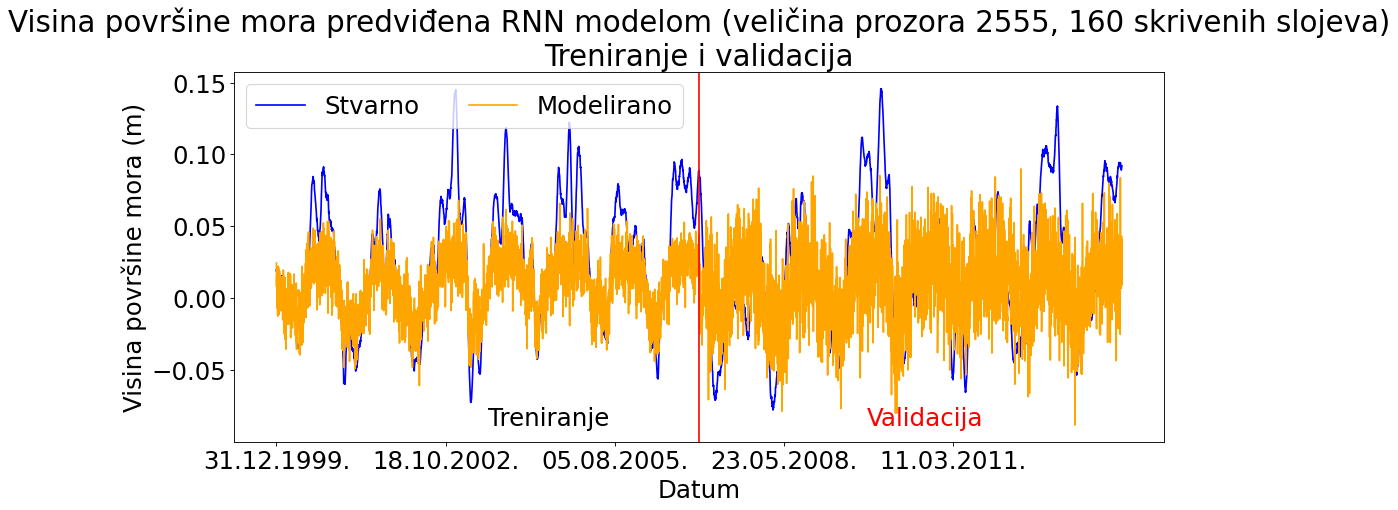 Visina površine mora predviđena RNN modelom (veličina prozora 2555, 160 skrivenih slojeva)
Treniranje i validacija
Stvarno
Modelirano
Visina površine mora (m)
0.15
0.10
0.05
0.00
−0.05
Treniranje
Validacija
31.12.1999.
18.10.2002.
05.08.2005.
23.05.2008.
11.03.2011.
Datum